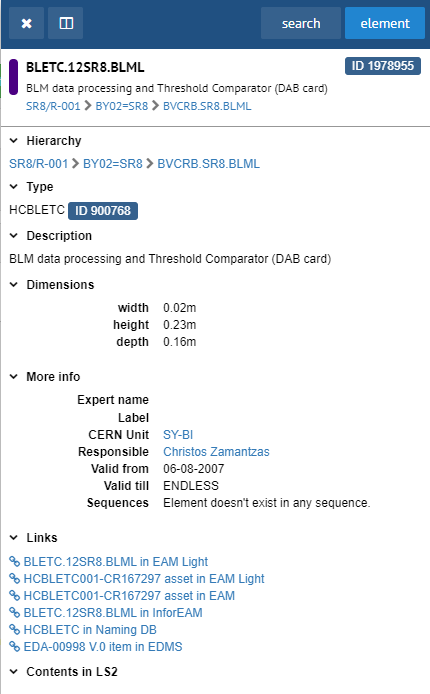 search
element
BLETC.12SR8.BLML
ID 1978955
BLM data processing and Threshold Comparator (DAB card)
SR8/R-001 > BY02=SR8 > BVCRB.SR8.BLML
Hierarchy
SR8/R-001 > BY02=SR8 > BVCRB.SR8.BLML
Type
HCBLETC ID 900768
Description
BLM data processing and Threshold Comparator (DAB card)
Dimensions
width 0.02m
height 0.23m
depth 0.16m
More info
Expert name
Label
CERN Unit SY-BI
Responsible Christos Zamantzas
Valid from 06-08-2007
Valid till ENDLESS
Sequences Element doesn't exist in any sequence.
Links
BLETC.12SR8.BLML in EAM Light
HCBLETC001-CR167297 asset in EAM Light
HCBLETC001-CR167297 asset in EAM
BLETC.12SR8.BLML in InforEAM
HCBLETC in Naming DB
EDA-00998 V.0 item in EDMS
Contents in LS2